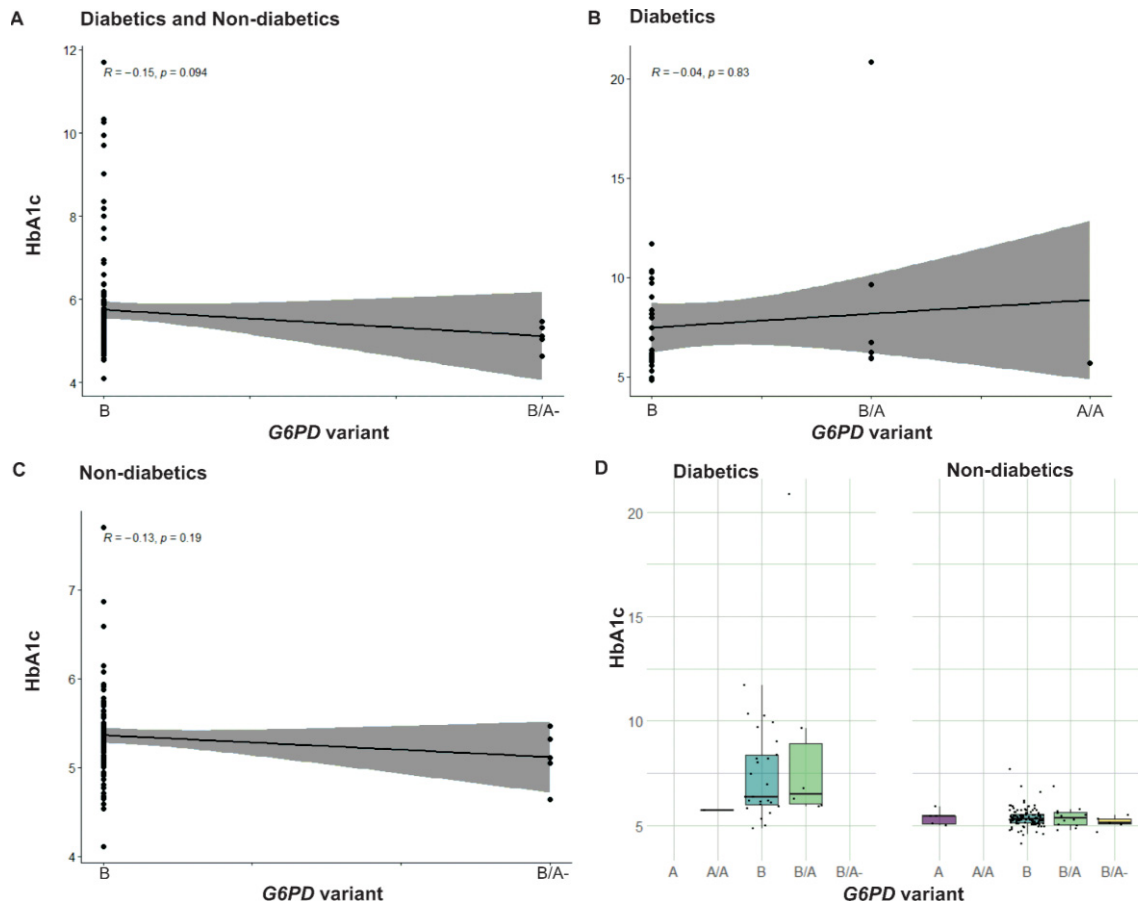 A Diabetics and Non-diabetics
R = −0.15, p = 0.094
12
10
8
6
4
HbA1c
B B/A-
G6PD variant
B Diabetics
R = −0.04, p = 0.83
20
15
10
5
B B/A A/A
G6PD variant
C Non-diabetics
R = −0.13, p = 0.19
7
6
5
4
HbA1c
B B/A-
G6PD variant
D
Diabetics Non-diabetics
20
15
10
5
HbA1c
A A/A B B/A B/A- A A/A B B/A B/A-
G6PD variant